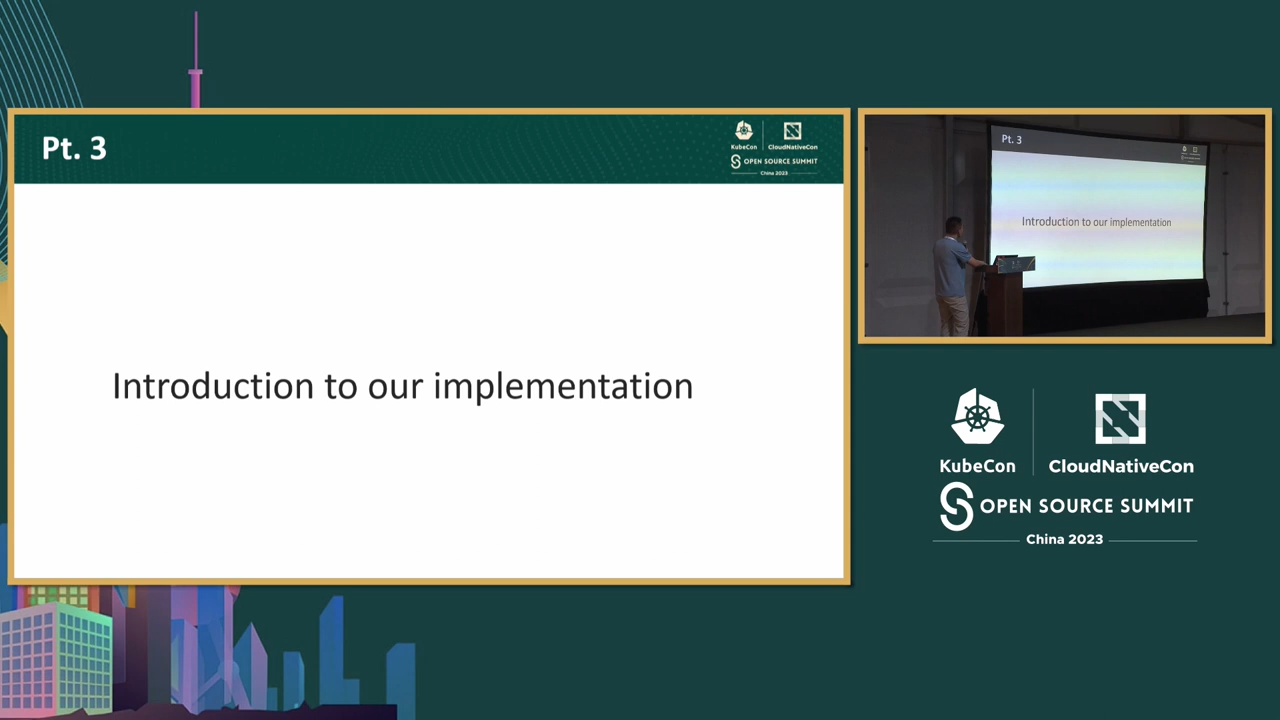 Pt. 3
KubeCon
CloudNativeCon
OPEN SOURCE SUMMIT
China 2023
Introduction to our implementation
Pt. 3
Introduction to our implementation
KubeCon
CloudNativeCon
OPEN SOURCE SUMMIT
China 2023